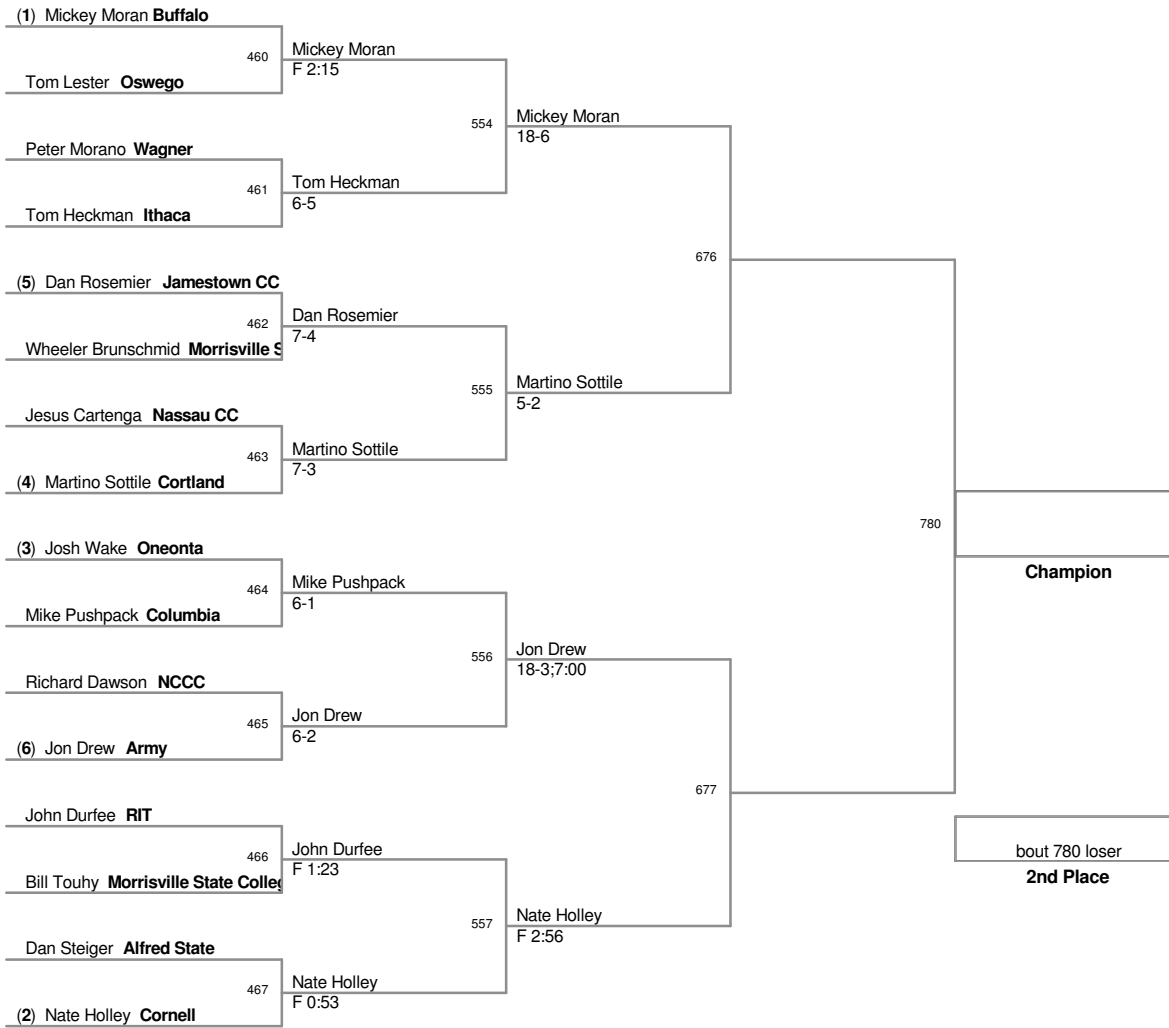 (1) Mickey Moran Buffalo
460
Mickey Moran
F 2:15
Tom Lester Oswego
554
Mickey Moran
18-6
Peter Morano Wagner
461
Tom Heckman
6-5
Tom Heckman Ithaca
676
(5) Dan Rosemier Jamestown CC
462
Dan Rosemier
7-4
Wheeler Brunschmid Morrisville S
555
Martino Sottile
5-2
Jesus Cartenga Nassau CC
463
Martino Sottile
7-3
(4) Martino Sottile Cortland
780
Champion
(3) Josh Wake Oneonta
464
Mike Pushpack
6-1
Mike Pushpack Columbia
556
Jon Drew
18-3;7:00
Richard Dawson NCCC
465
Jon Drew
6-2
(6) Jon Drew Army
677
John Durfee RIT
466
John Durfee
F 1:23
Bill Touhy Morrisville State Colleg
bout 780 loser
2nd Place
557
Nate Holley
F 2:56
Dan Steiger Alfred State
467
Nate Holley
F 0:53
(2) Nate Holley Cornell